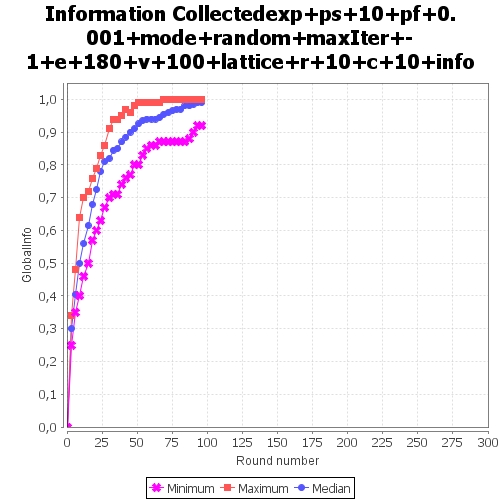 Information Collectedexp+ps+10+pf+0.
001+mode+random+maxIter+-
1+e+180+v+100+lattice+r+10+c+10+info
1,0
0,9
0,8
0,7
0,6
0,5
0,4
0,3
0,2
0,1
0,0
GlobalInfo
0 25 50 75 100 125 150 175 200 225 250 275 300
Round number
Minimum Maximum Median